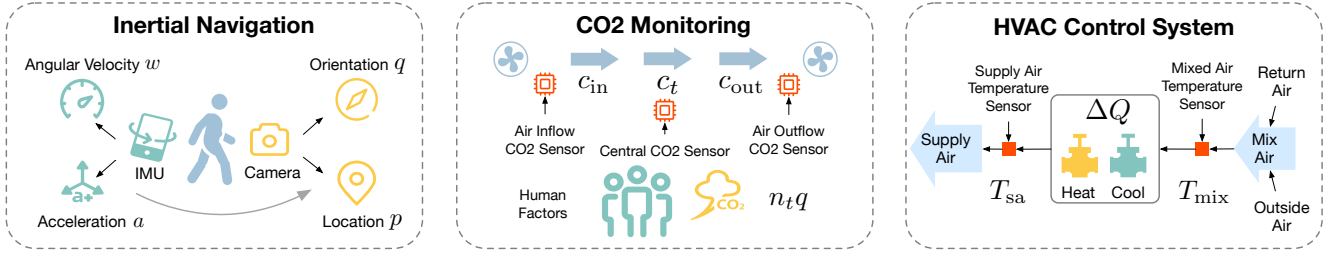 Inertial Navigation
Angular Velocity w
Orientation q
IMU
Camera
a+
Acceleration a
Location p
CO2 Monitoring
c_in
c_t
c_out
Air Inflow
CO2 Sensor
Central CO2 Sensor
Air Outflow
CO2 Sensor
Human
Factors
CO₂
n_t q
HVAC Control System
Supply Air
Temperature
Sensor
Mixed Air
Temperature
Sensor
Return
Air
ΔQ
Supply
Air
Mix
Air
Heat
Cool
T_sa
T_mix
Outside
Air